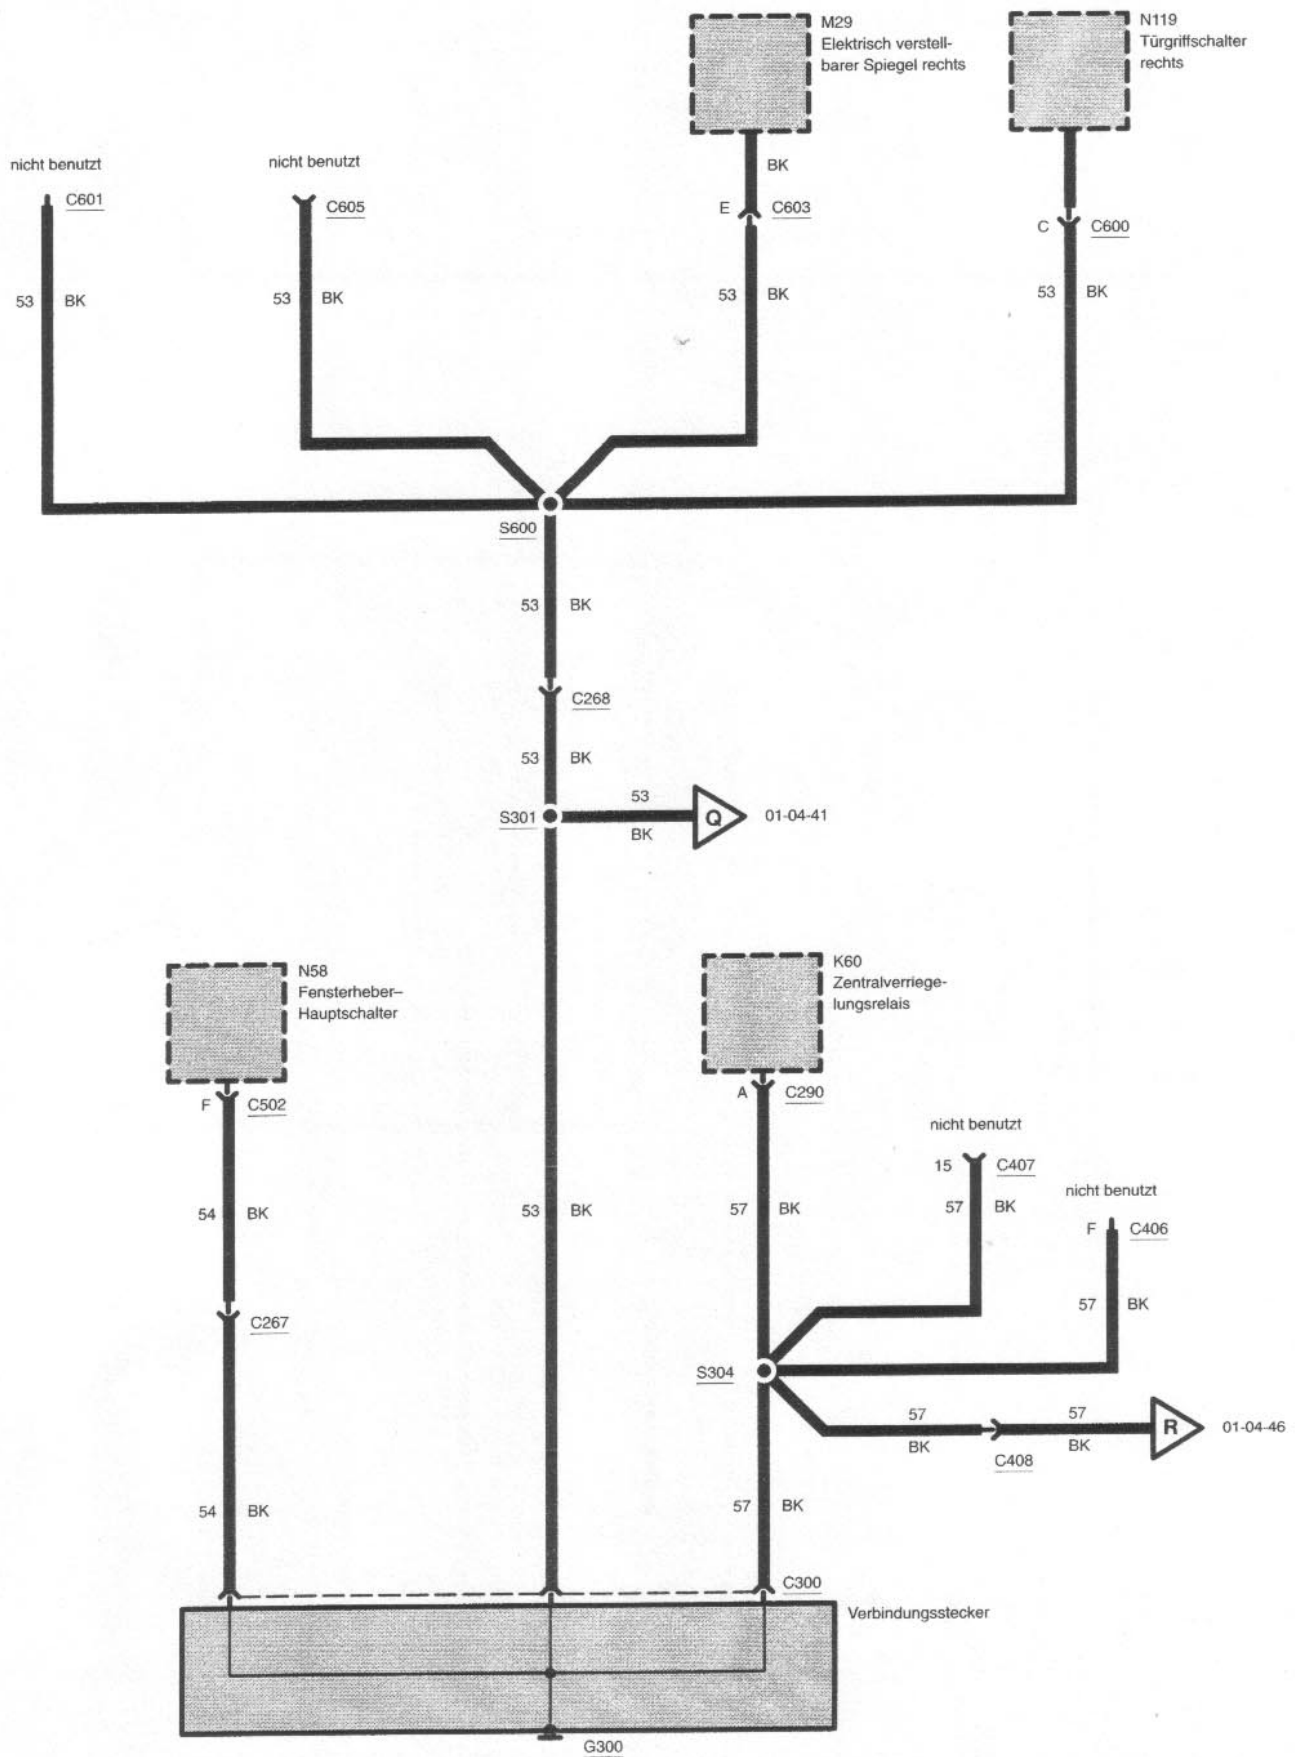 M29
Elektrisch verstell-
barer Spiegel rechts
N119
Türgriffschalter
rechts
nicht benutzt
C601
nicht benutzt
C605
BK
E C603
C C600
53 BK
53 BK
53 BK
53 BK
S600
53 BK
C268
53 BK
S301
53
BK
Q
01-04-41
N58
Fensterheber–
Hauptschalter
K60
Zentralverriege-
lungsrelais
F C502
A C290
nicht benutzt
15 C407
nicht benutzt
F C406
54 BK
53 BK
57 BK
57 BK
57 BK
C267
S304
57
BK
C408
57
BK
R
01-04-46
54 BK
57 BK
C300
Verbindungsstecker
G300